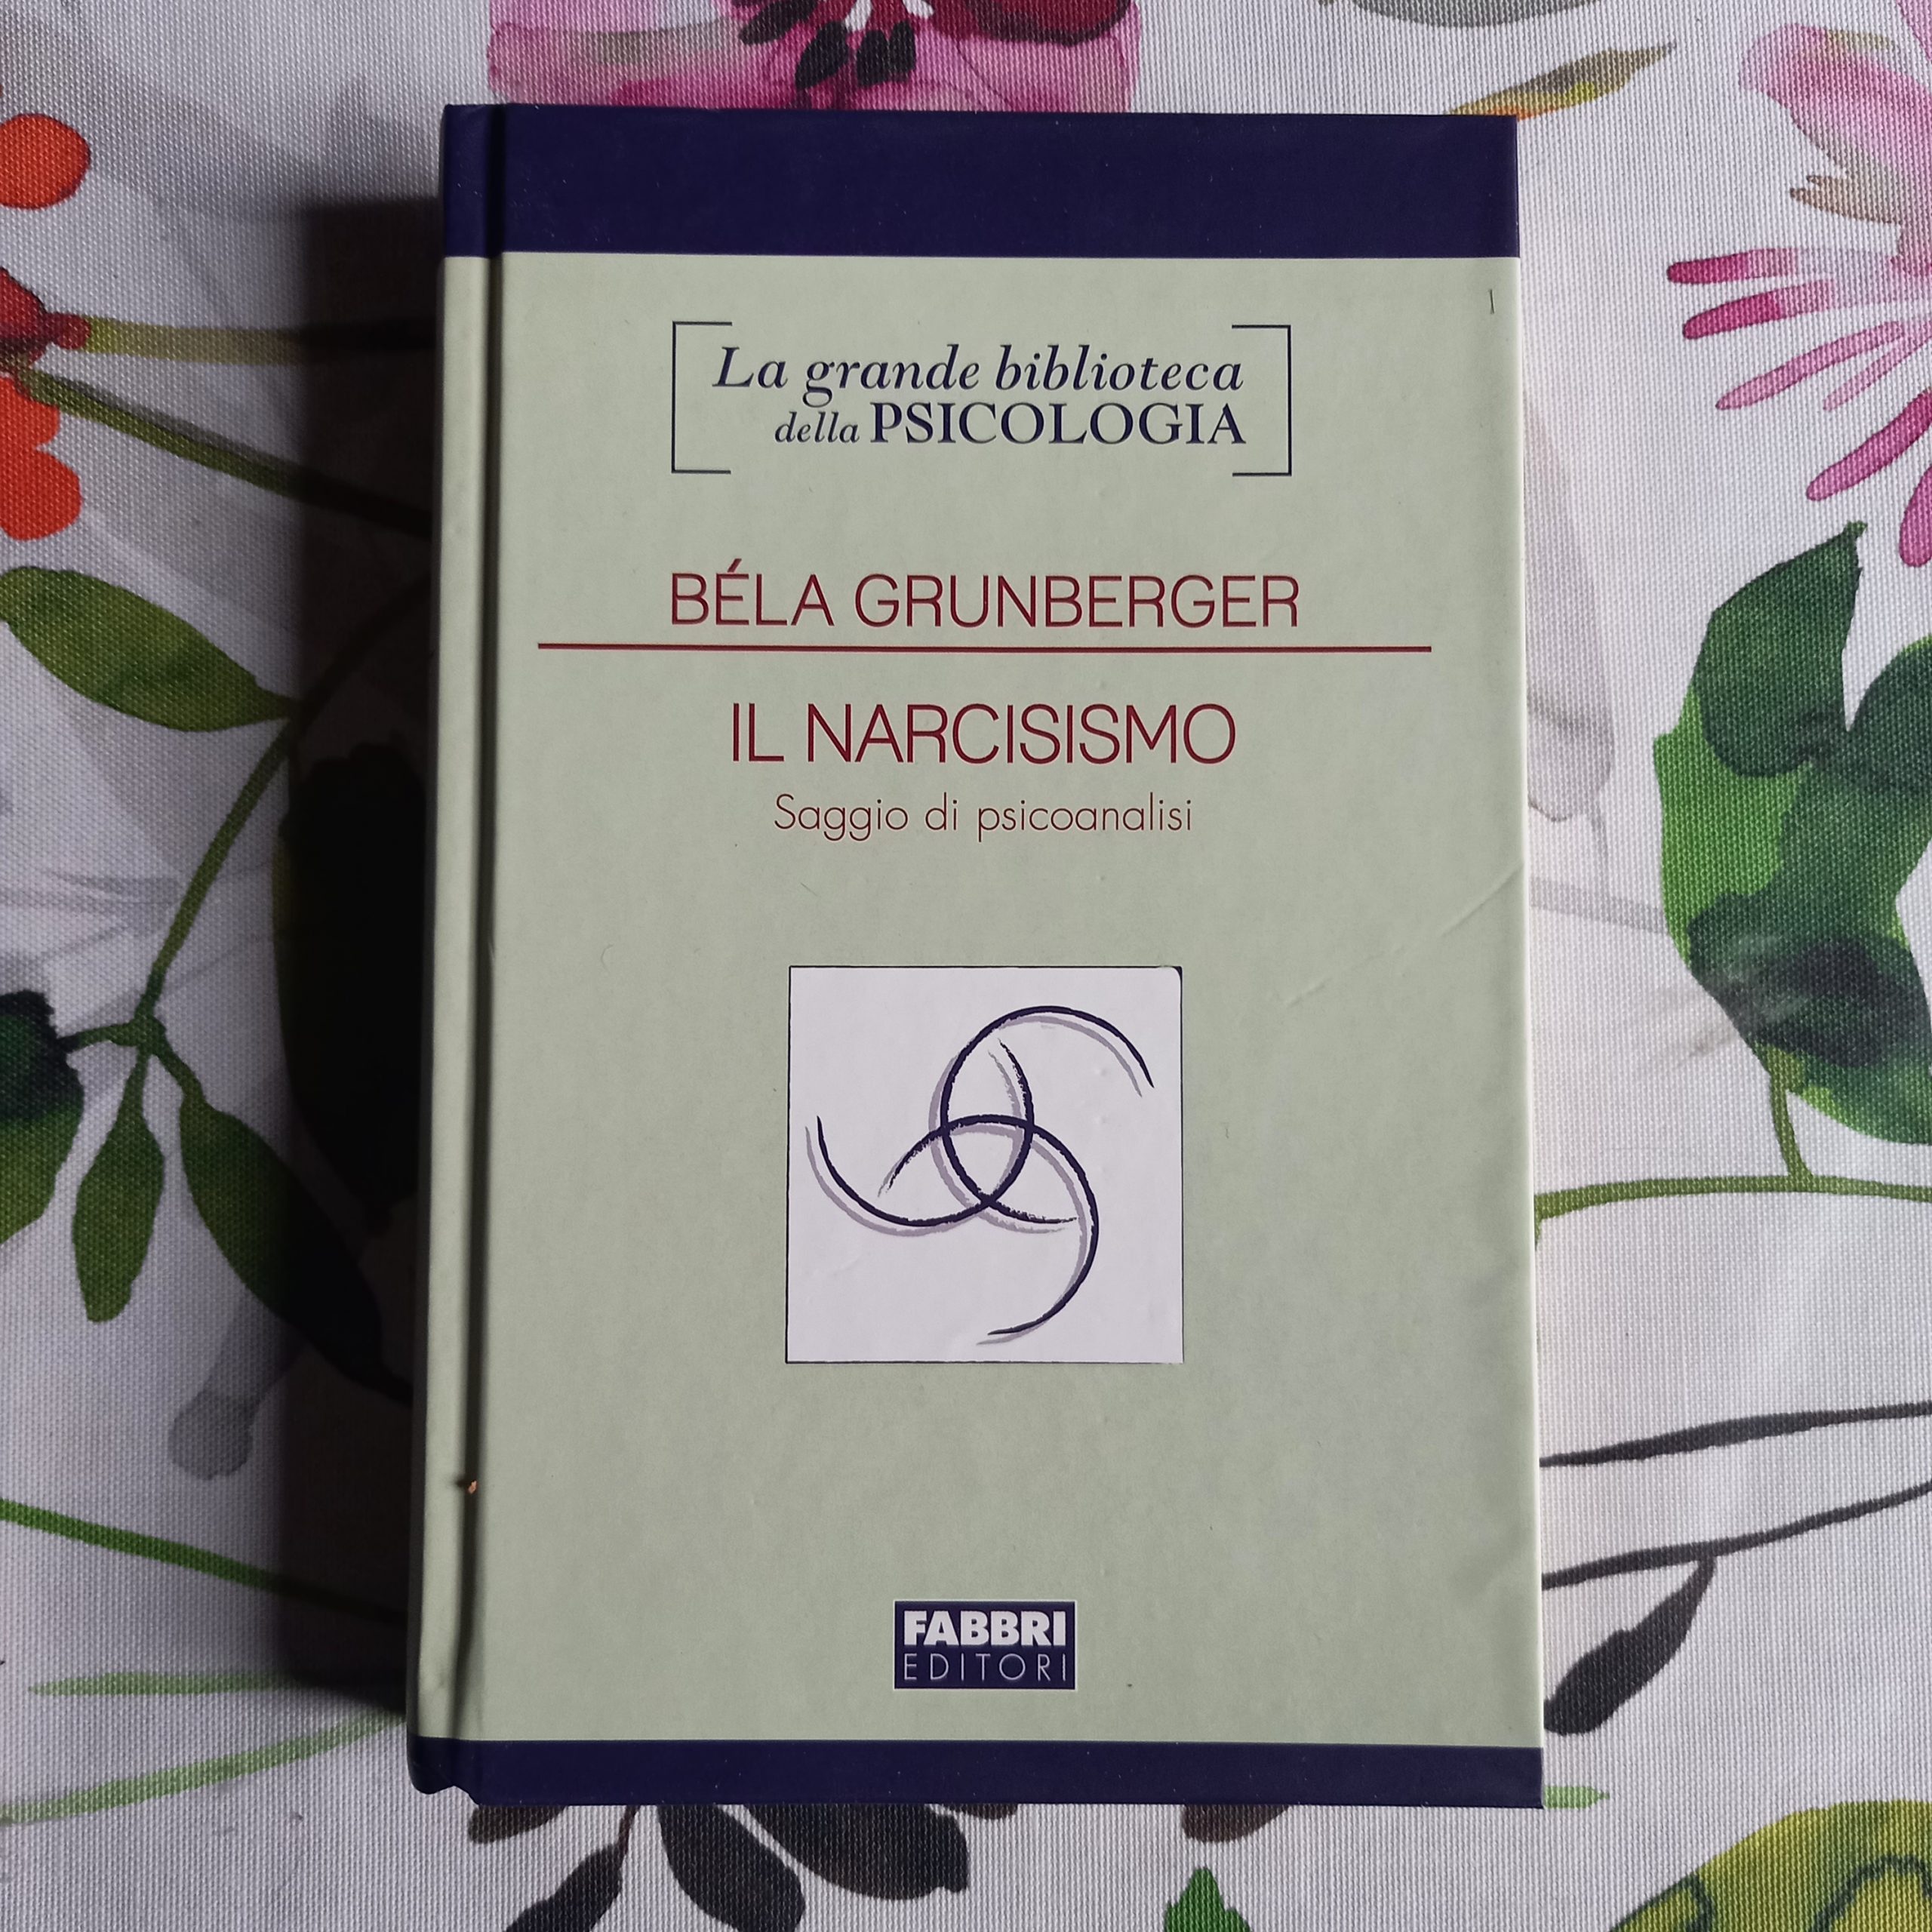 La grande biblioteca
della PSICOLOGIA
BÉLA GRUNBERGER
IL NARCISISMO
Saggio di psicoanalisi
FABBRI
EDITORI